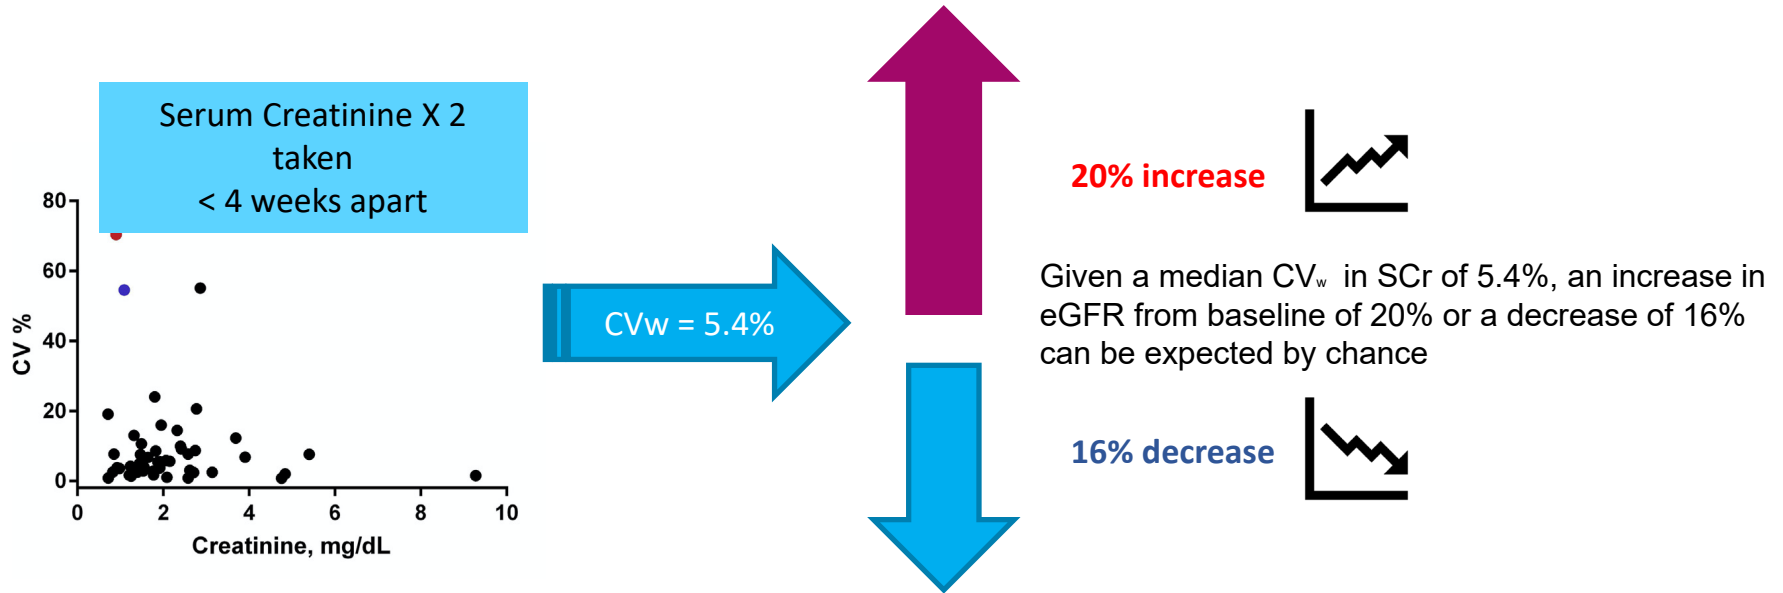 Serum Creatinine X 2
taken
< 4 weeks apart
80
60
40
20
0
CV %
0 2 4 6 8 10
Creatinine, mg/dL
CVw = 5.4%
20% increase
Given a median CVw in SCr of 5.4%, an increase in
eGFR from baseline of 20% or a decrease of 16%
can be expected by chance
16% decrease